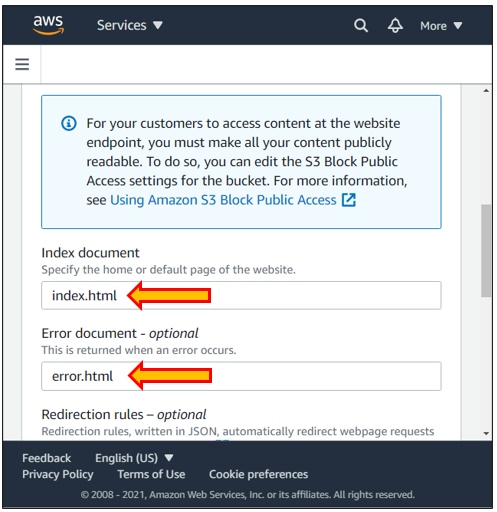 aws
Services
More
For your customers to access content at the website
endpoint, you must make all your content publicly
readable. To do so, you can edit the S3 Block Public
Access settings for the bucket. For more information,
see Using Amazon S3 Block Public Access
Index document
Specify the home or default page of the website.
index.html
Error document - optional
This is returned when an error occurs.
error.html
Redirection rules – optional
Redirection rules, written in JSON, automatically redirect webpage requests
Feedback English (US)
Privacy Policy Terms of Use Cookie preferences
© 2008 - 2021, Amazon Web Services, Inc. or its affiliates. All rights reserved.